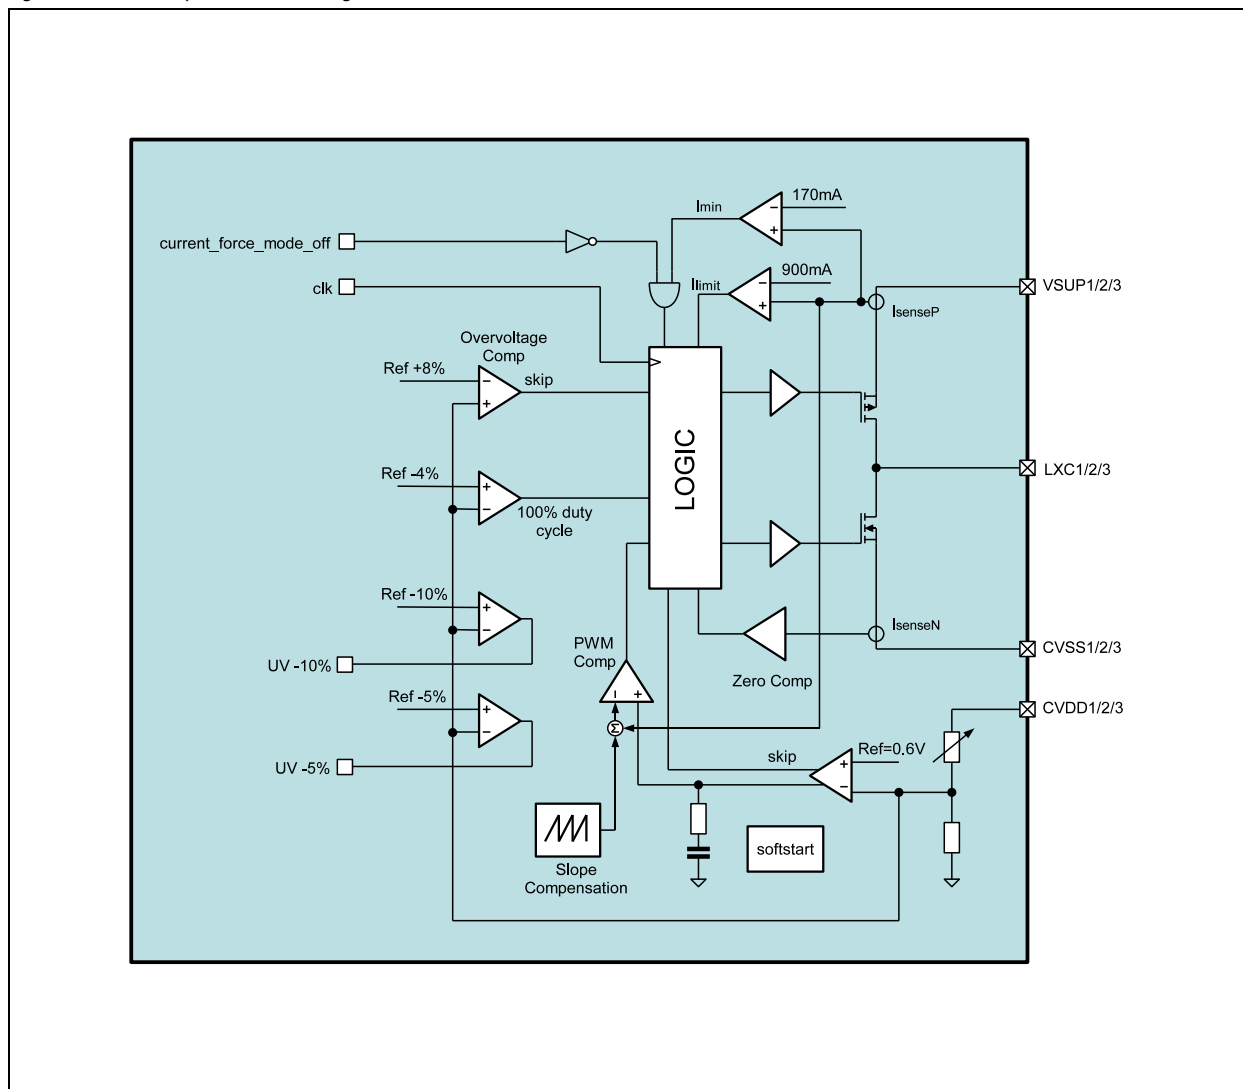 170mA
Imin
current_force_mode_off
900mA
clk
Ilimit
VSUP1/2/3
IsenseP
Overvoltage
Comp
Ref +8%
skip
LOGIC
Ref -4%
LXC1/2/3
100% duty
cycle
Ref -10%
IsenseN
PWM
Comp
CVSS1/2/3
UV -10%
Zero Comp
Ref -5%
CVDD1/2/3
Σ
skip
Ref=0.6V
UV -5%
softstart
Slope
Compensation